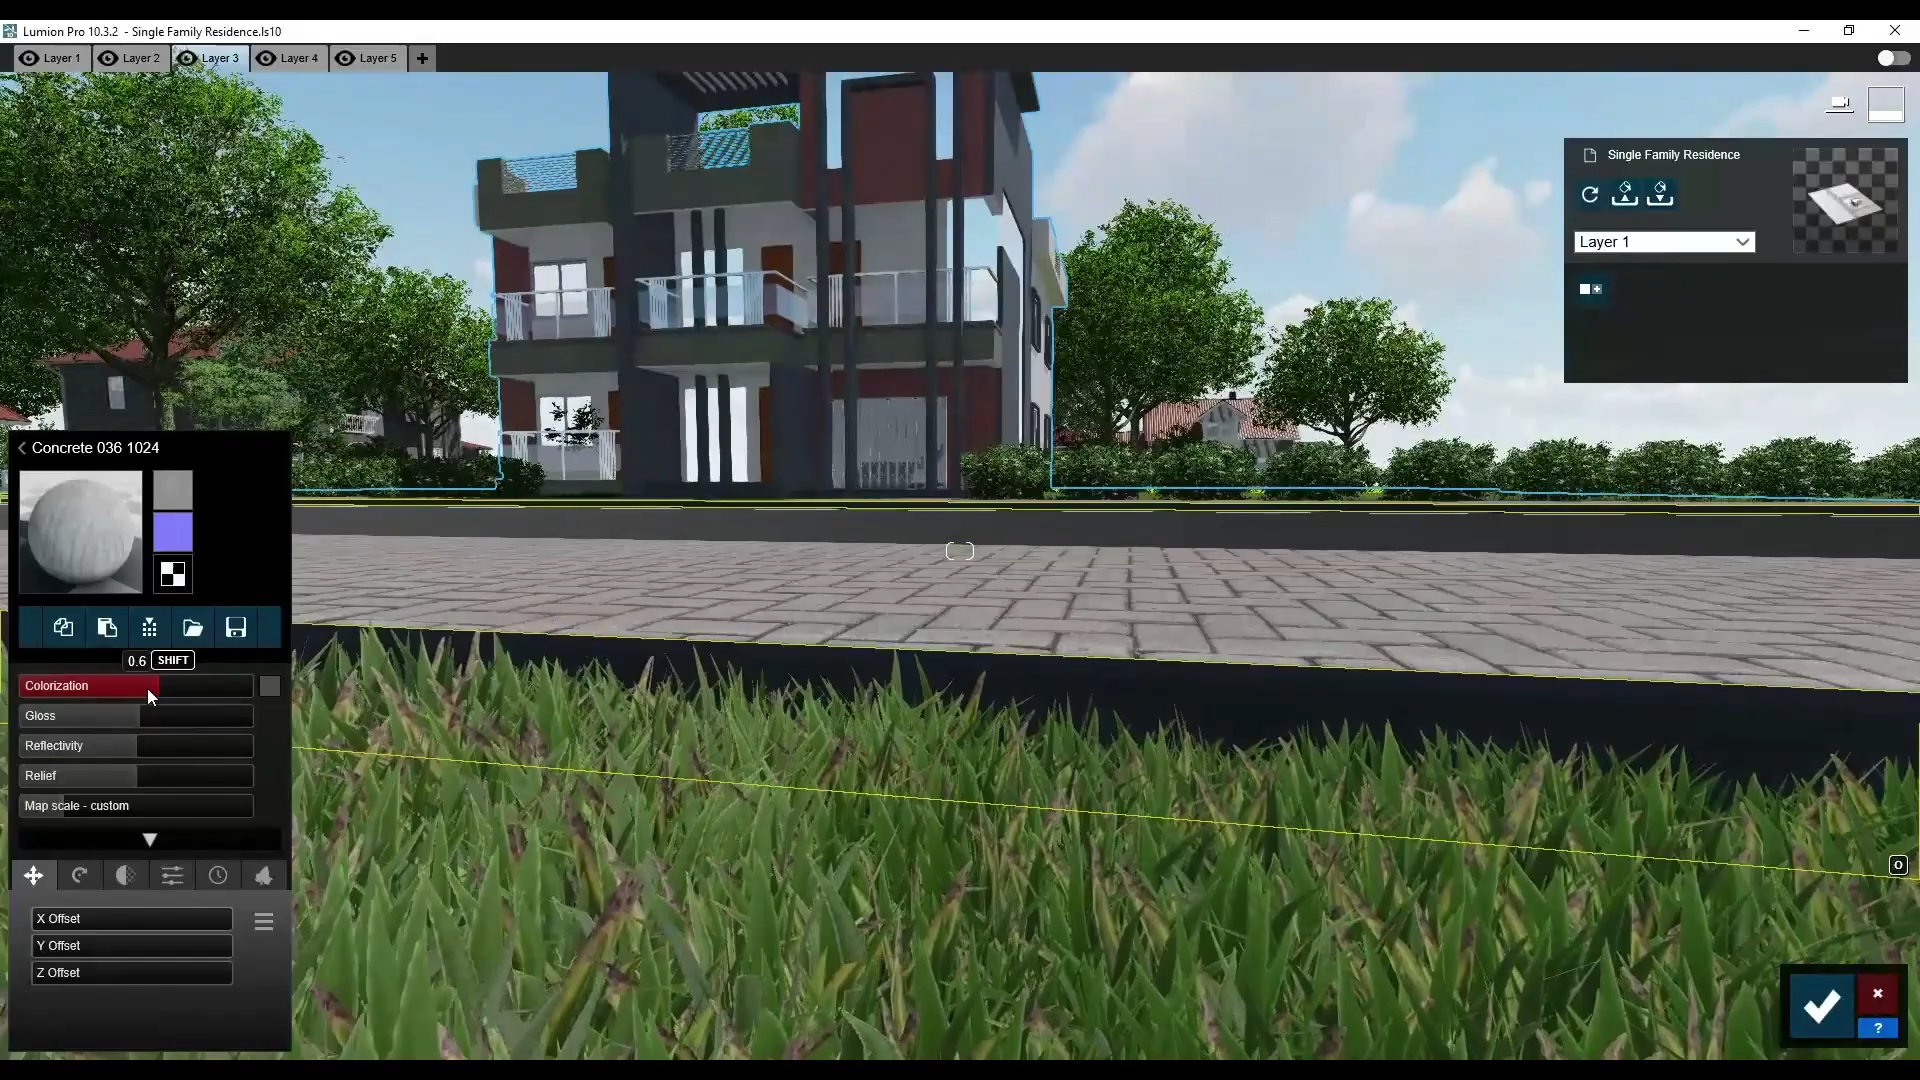 Lumion Pro 10.3.2 - Single Family Residence.ls10
Layer 1
Layer 2
Layer 3
Layer 4
Layer 5
Single Family Residence
Layer 1
Concrete 036 1024
0.6 SHIFT
Colorization
Gloss
Reflectivity
Relief
Map scale - custom
X Offset
Y Offset
Z Offset
O
?